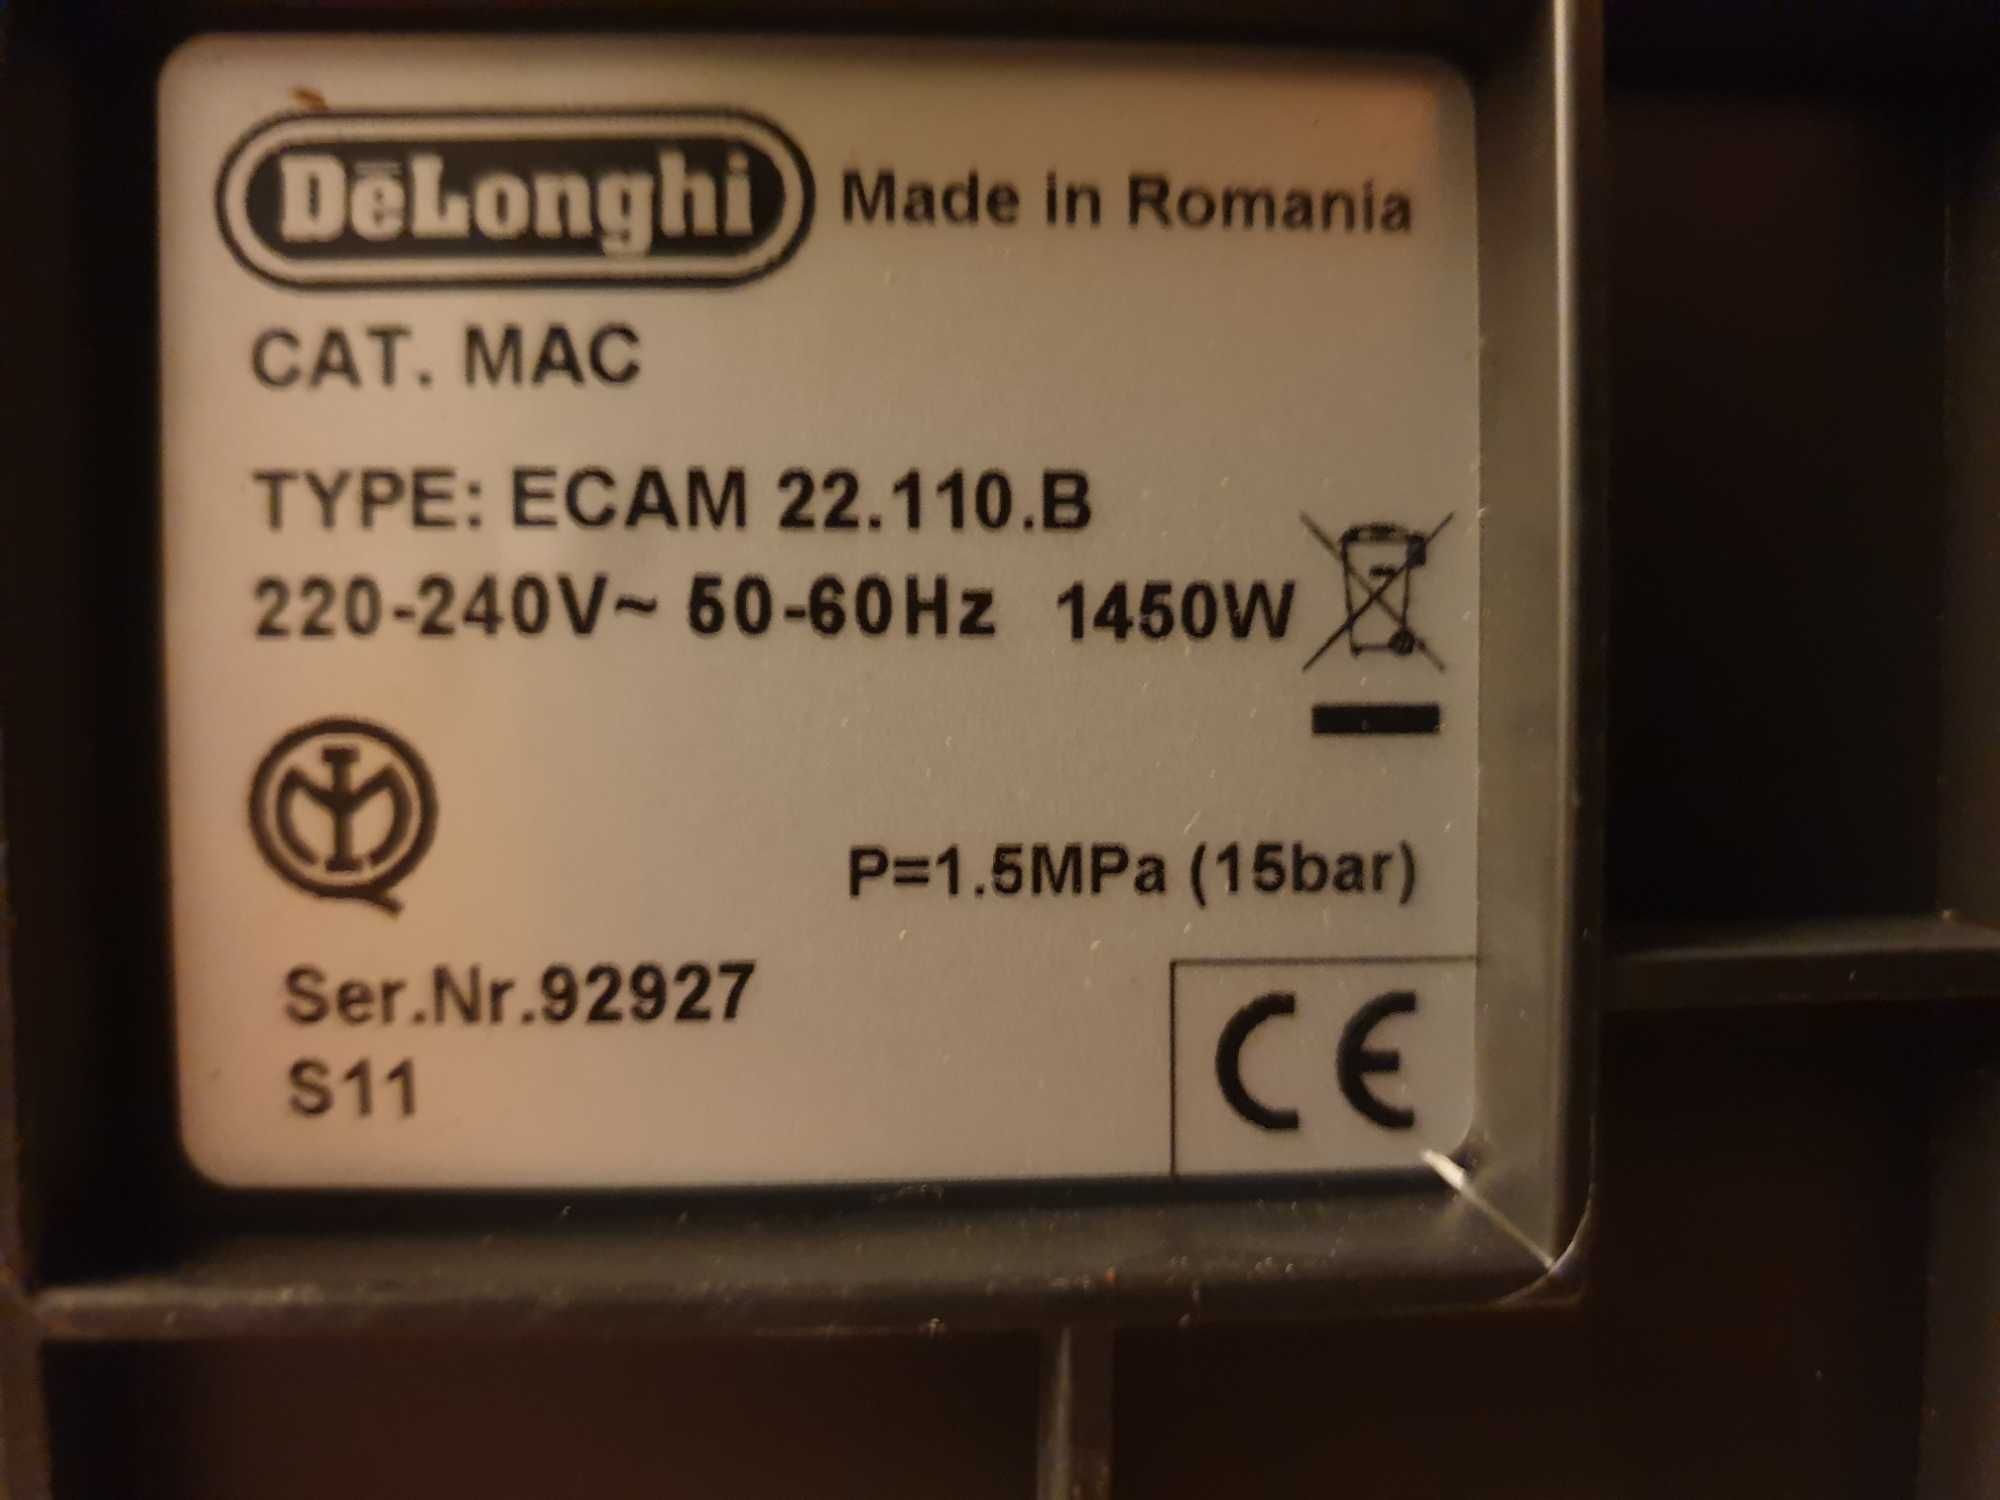 DēLonghi Made in Romania
CAT. MAC
TYPE: ECAM 22.110.B
220-240V~ 50-60Hz 1450W
P=1.5MPa (15bar)
Ser.Nr.92927
S11
CE